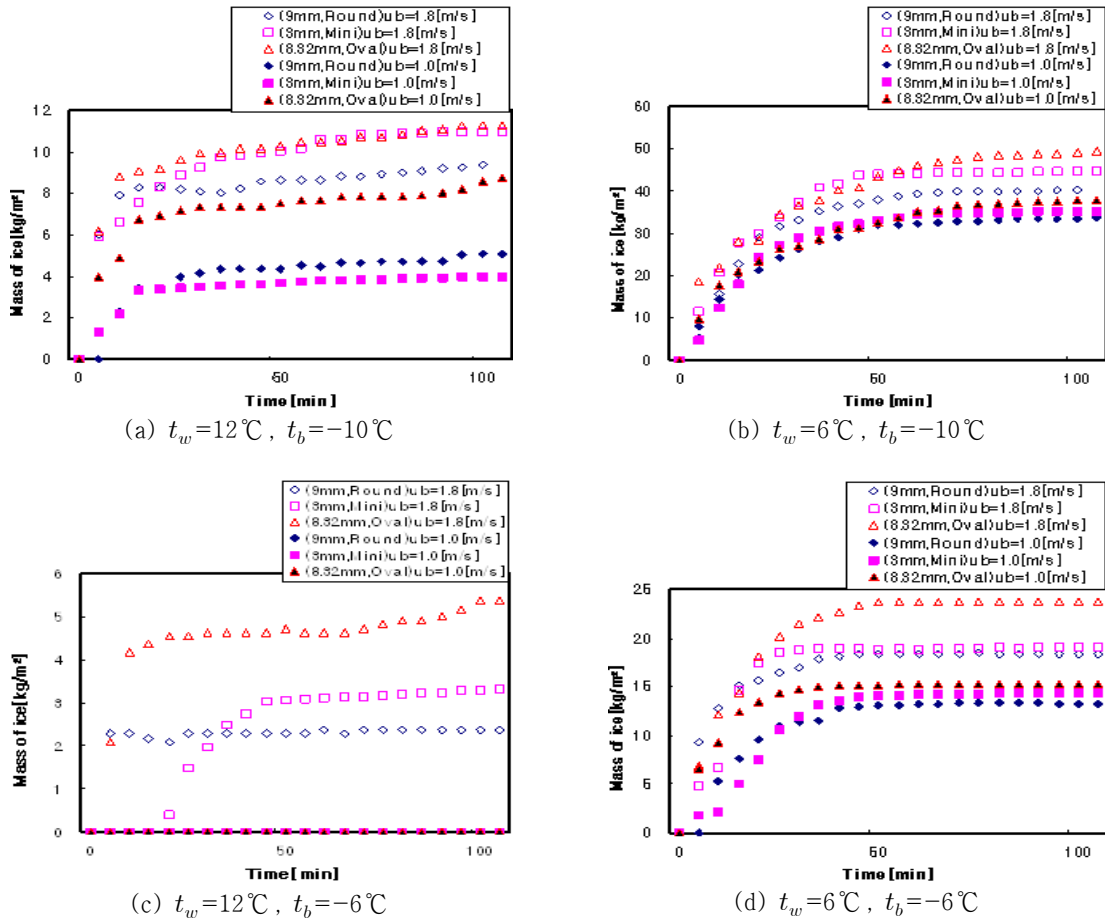 (9mm,Round)ub=1.8[m/s]
(3mm,Mini)ub=1.8[m/s]
(8.32mm,Oval)ub=1.8[m/s]
(9mm,Round)ub=1.0[m/s]
(3mm,Mini)ub=1.0[m/s]
(8.32mm,Oval)ub=1.0[m/s]
12
10
8
6
4
2
0
Mass of ice[kg/m²]
0 50 100
Time[min]
(a) t_w=12℃, t_b=-10℃
(9mm,Round)ub=1.8[m/s]
(3mm,Mini)ub=1.8[m/s]
(8.32mm,Oval)ub=1.8[m/s]
(9mm,Round)ub=1.0[m/s]
(3mm,Mini)ub=1.0[m/s]
(8.32mm,Oval)ub=1.0[m/s]
60
50
40
30
20
10
0
Mass of ice[kg/m²]
0 50 100
Time[min]
(b) t_w=6℃, t_b=-10℃
(9mm,Round)ub=1.8[m/s]
(3mm,Mini)ub=1.8[m/s]
(8.32mm,Oval)ub=1.8[m/s]
(9mm,Round)ub=1.0[m/s]
(3mm,Mini)ub=1.0[m/s]
(8.32mm,Oval)ub=1.0[m/s]
6
5
4
3
2
1
0
Mass of ice[kg/m²]
0 50 100
Time[min]
(c) t_w=12℃, t_b=-6℃
(9mm,Round)ub=1.8[m/s]
(3mm,Mini)ub=1.8[m/s]
(8.32mm,Oval)ub=1.8[m/s]
(9mm,Round)ub=1.0[m/s]
(3mm,Mini)ub=1.0[m/s]
(8.32mm,Oval)ub=1.0[m/s]
25
20
15
10
5
0
Mass of ice[kg/m²]
0 50 100
Time[min]
(d) t_w=6℃, t_b=-6℃